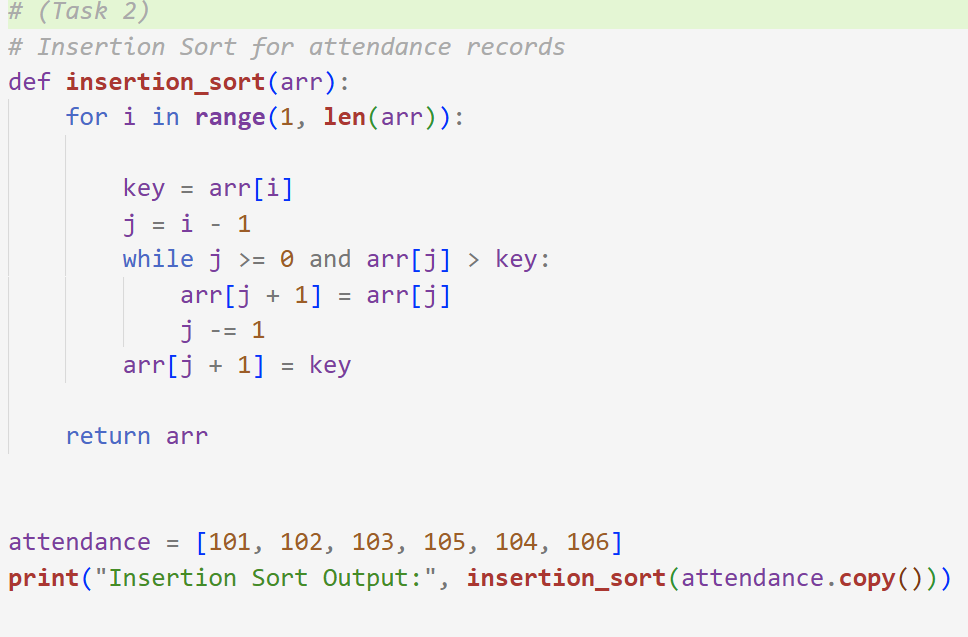 # (Task 2)
# Insertion Sort for attendance records
def insertion_sort(arr):
    for i in range(1, len(arr)):
        key = arr[i]
        j = i - 1
        while j >= 0 and arr[j] > key:
            arr[j + 1] = arr[j]
            j -= 1
        arr[j + 1] = key
    return arr
attendance = [101, 102, 103, 105, 104, 106]
print("Insertion Sort Output:", insertion_sort(attendance.copy()))